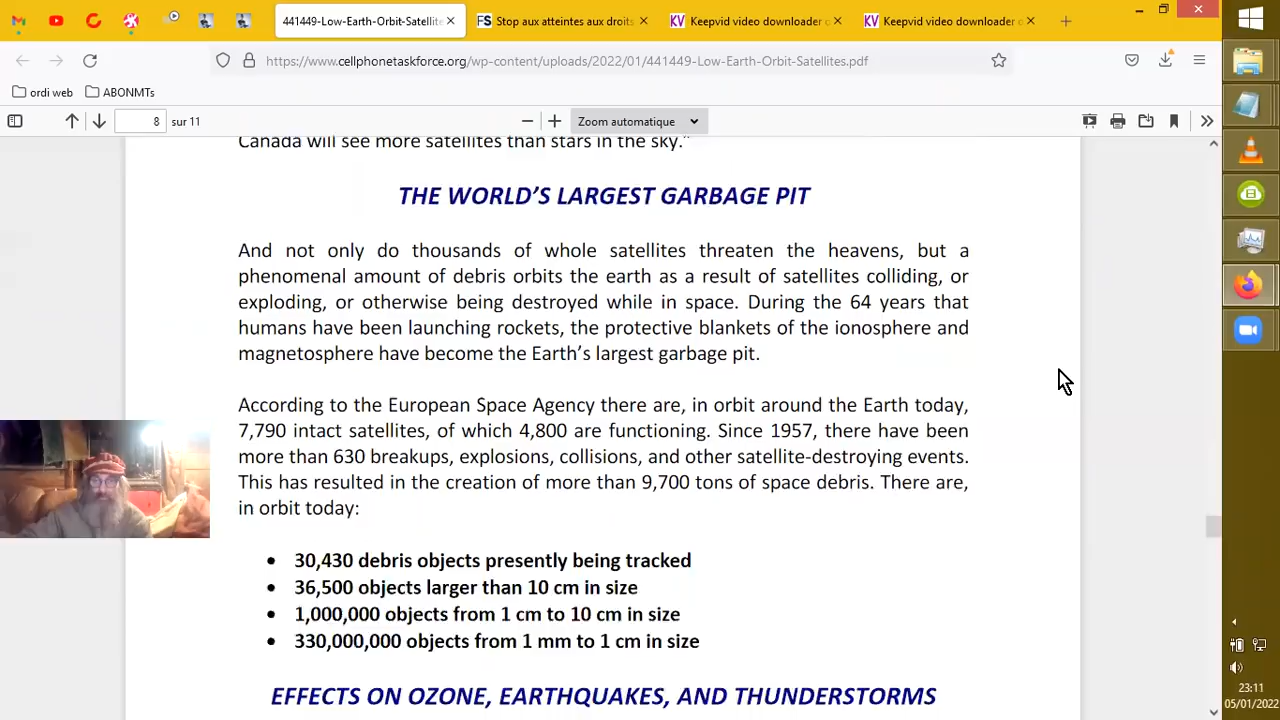 441449-Low-Earth-Orbit-Satellite
Stop aux atteintes aux droits
Keepvid video downloader o
Keepvid video downloader o
https://www.cellphonetaskforce.org/wp-content/uploads/2022/01/441449-Low-Earth-Orbit-Satellites.pdf
ordi web
ABONMTs
8 sur 11
Zoom automatique
Canada will see more satellites than stars in the sky."
THE WORLD'S LARGEST GARBAGE PIT
And not only do thousands of whole satellites threaten the heavens, but a
phenomenal amount of debris orbits the earth as a result of satellites colliding, or
exploding, or otherwise being destroyed while in space. During the 64 years that
humans have been launching rockets, the protective blankets of the ionosphere and
magnetosphere have become the Earth's largest garbage pit.
According to the European Space Agency there are, in orbit around the Earth today,
7,790 intact satellites, of which 4,800 are functioning. Since 1957, there have been
more than 630 breakups, explosions, collisions, and other satellite-destroying events.
This has resulted in the creation of more than 9,700 tons of space debris. There are,
in orbit today:
• 30,430 debris objects presently being tracked
• 36,500 objects larger than 10 cm in size
• 1,000,000 objects from 1 cm to 10 cm in size
• 330,000,000 objects from 1 mm to 1 cm in size
EFFECTS ON OZONE, EARTHQUAKES, AND THUNDERSTORMS
23:11
05/01/2022